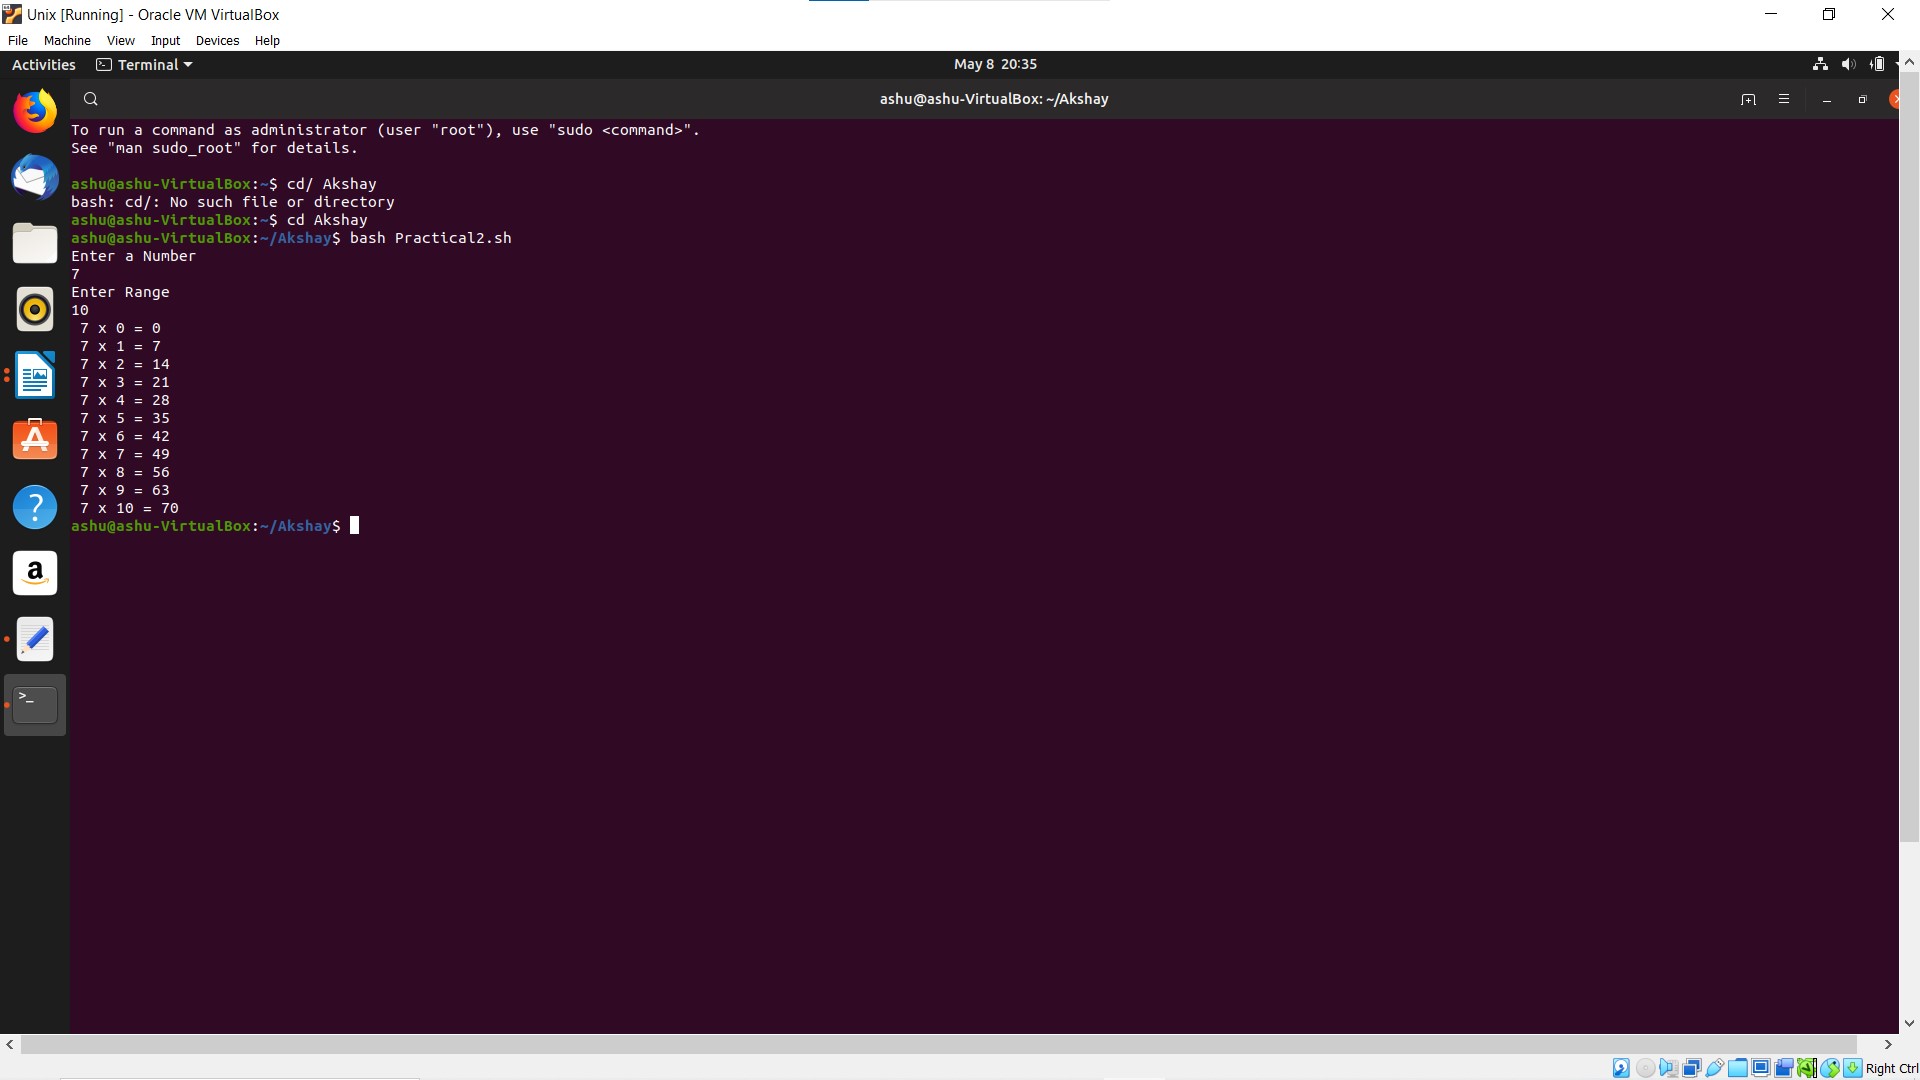 Unix [Running] - Oracle VM VirtualBox
File Machine View Input Devices Help
Activities Terminal May 8 20:35
ashu@ashu-VirtualBox: ~/Akshay
To run a command as administrator (user "root"), use "sudo <command>".
See "man sudo_root" for details.
ashu@ashu-VirtualBox:~$ cd/ Akshay
bash: cd/: No such file or directory
ashu@ashu-VirtualBox:~$ cd Akshay
ashu@ashu-VirtualBox:~/Akshay$ bash Practical2.sh
Enter a Number
7
Enter Range
10
7 x 0 = 0
7 x 1 = 7
7 x 2 = 14
7 x 3 = 21
7 x 4 = 28
7 x 5 = 35
7 x 6 = 42
7 x 7 = 49
7 x 8 = 56
7 x 9 = 63
7 x 10 = 70
ashu@ashu-VirtualBox:~/Akshay$
Right Ctrl